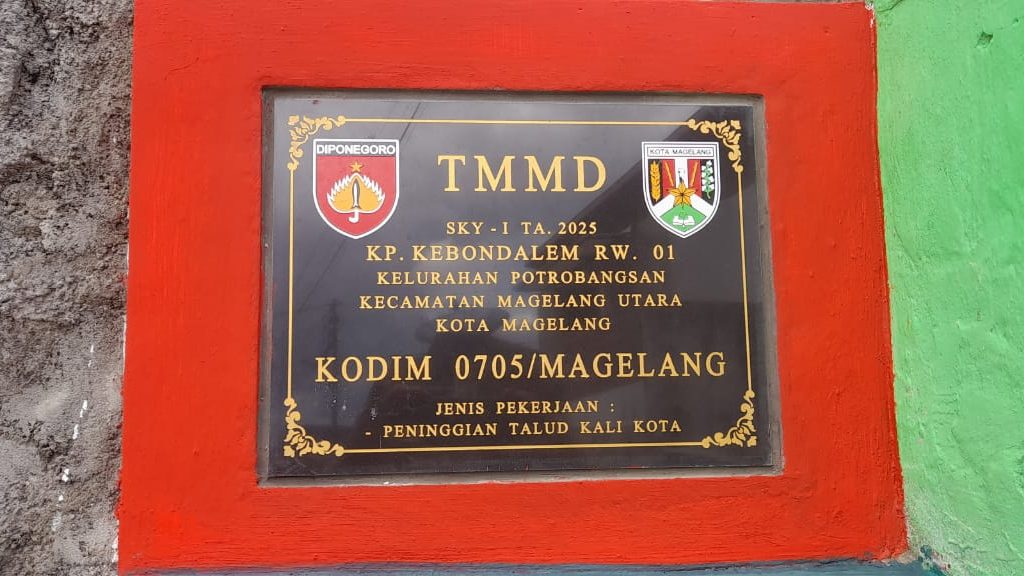 DIPONEGORO
KOTA MAGELANG
TMMD
SKY - I TA. 2025
KP. KEBONDALEM RW. 01
KELURAHAN POTROBANGSAN
KECAMATAN MAGELANG UTARA
KOTA MAGELANG
KODIM 0705/MAGELANG
JENIS PEKERJAAN :
- PENINGGIAN TALUD KALI KOTA